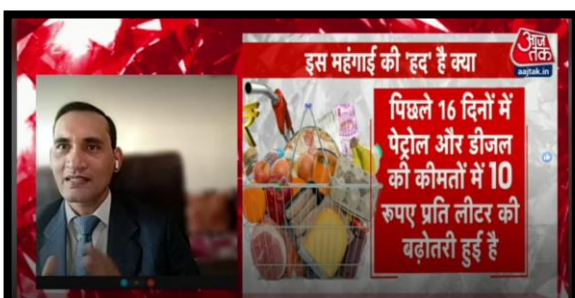 इस महंगाई की 'हद' है क्या
आज
तक
aajtak.in
पिछले 16 दिनों में
पेट्रोल और डीजल
की कीमतों में 10
रूपए प्रति लीटर की
बढ़ोतरी हुई है